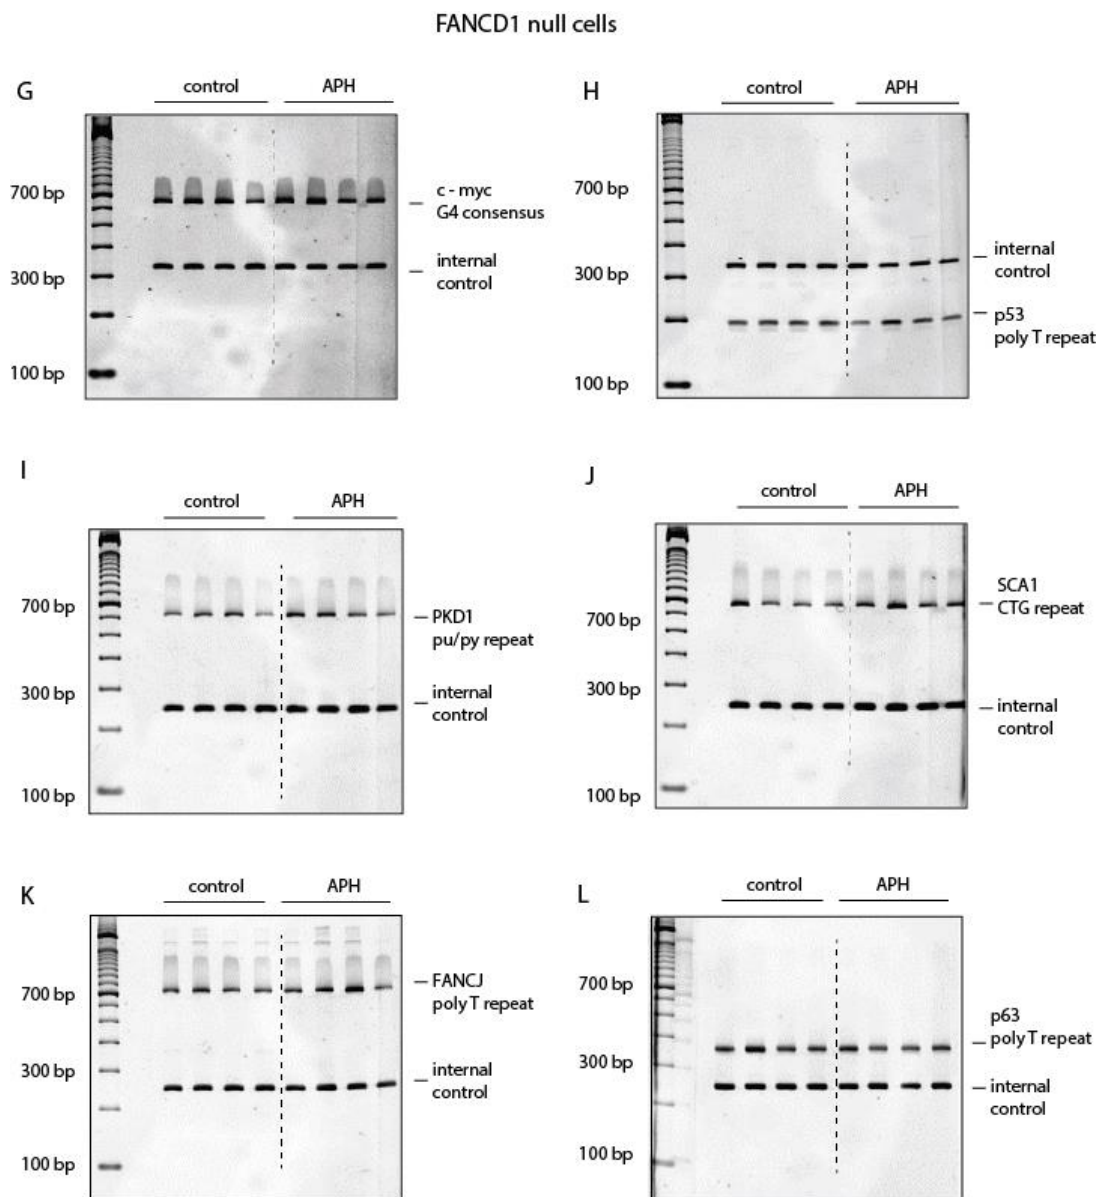 FANCD1 null cells
G
control APH
700 bp
300 bp
100 bp
c - myc
G4 consensus
internal
control
H
control APH
700 bp
300 bp
100 bp
internal
control
p53
poly T repeat
I
control APH
700 bp
300 bp
100 bp
PKD1
pu/py repeat
internal
control
J
control APH
700 bp
300 bp
100 bp
SCA1
CTG repeat
internal
control
K
control APH
700 bp
300 bp
100 bp
FANCJ
poly T repeat
internal
control
L
control APH
700 bp
300 bp
100 bp
p63
poly T repeat
internal
control